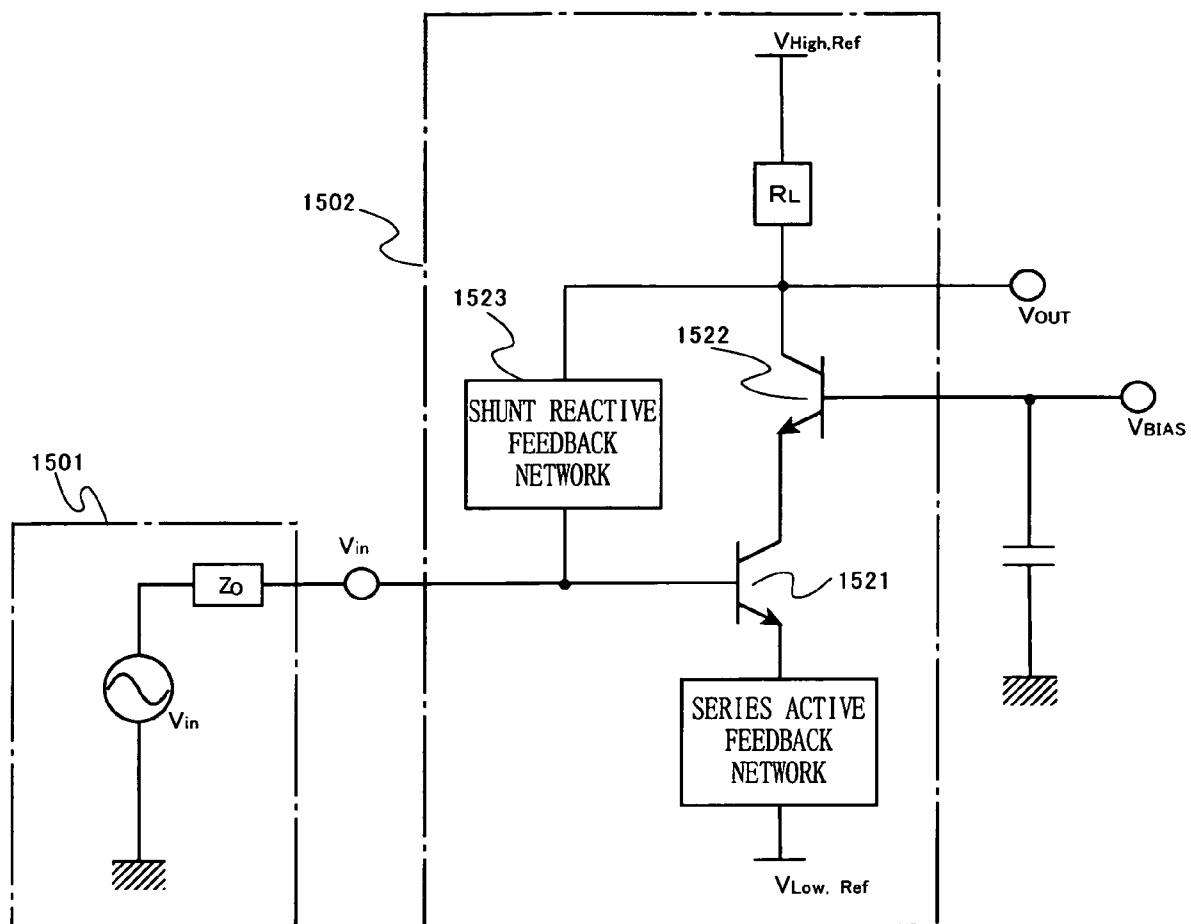 VHigh,Ref
RL
1502
1523
VOUT
1522
SHUNT REACTIVE
FEEDBACK
NETWORK
VBIAS
1501
Vin
Zo
1521
Vin
SERIES ACTIVE
FEEDBACK
NETWORK
VLow, Ref